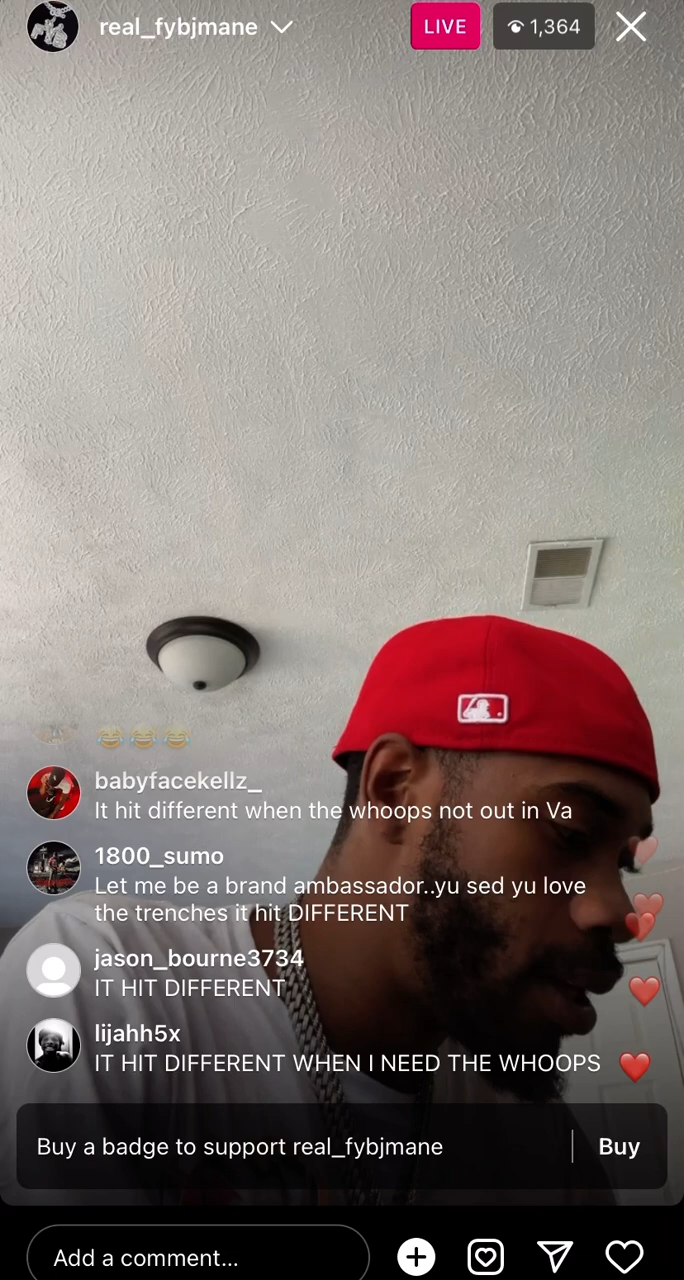 real_fybjmane
LIVE
1,364
😂😂😂
babyfacekellz_
It hit different when the whoops not out in Va
1800_sumo
Let me be a brand ambassador..yu sed yu love
the trenches it hit DIFFERENT
jason_bourne3734
IT HIT DIFFERENT
lijahh5x
IT HIT DIFFERENT WHEN I NEED THE WHOOPS
Buy a badge to support real_fybjmane
Buy
Add a comment...